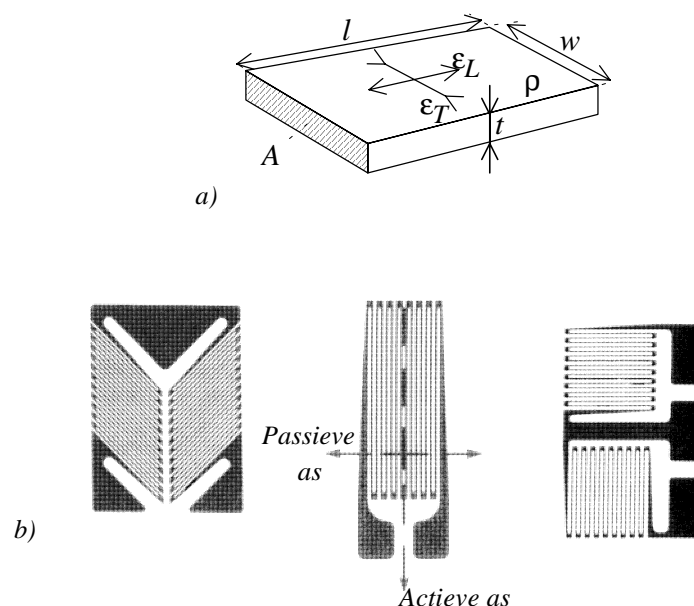 l
w
ε_L
ρ
ε_T
t
A
a)
Passieve
as
b)
Actieve as